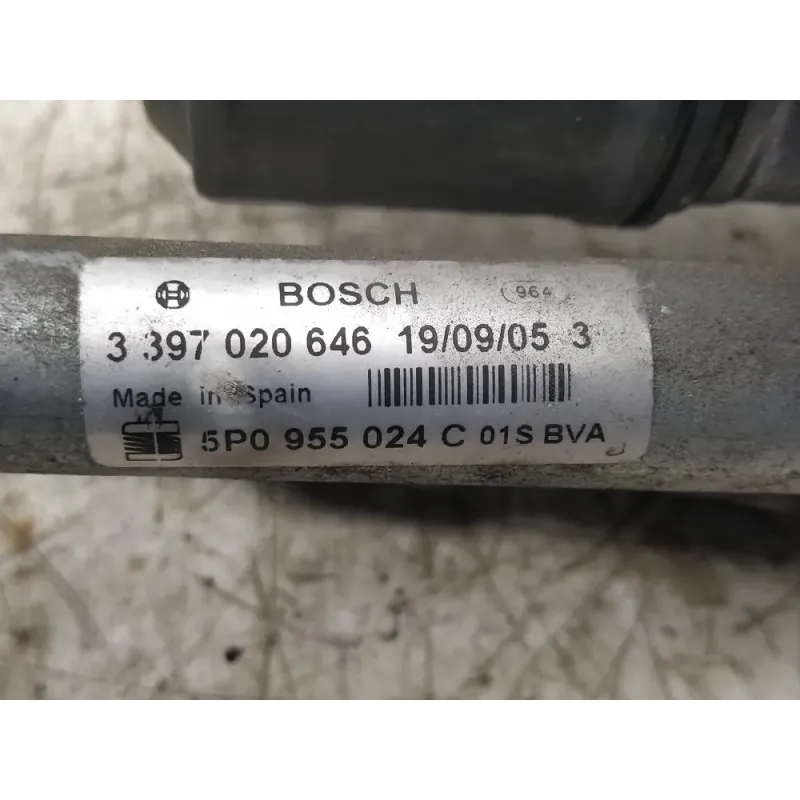 BOSCH (964)
3 397 020 646 19/09/05 3
Made in Spain
5P0 955 024 C 01S BVA